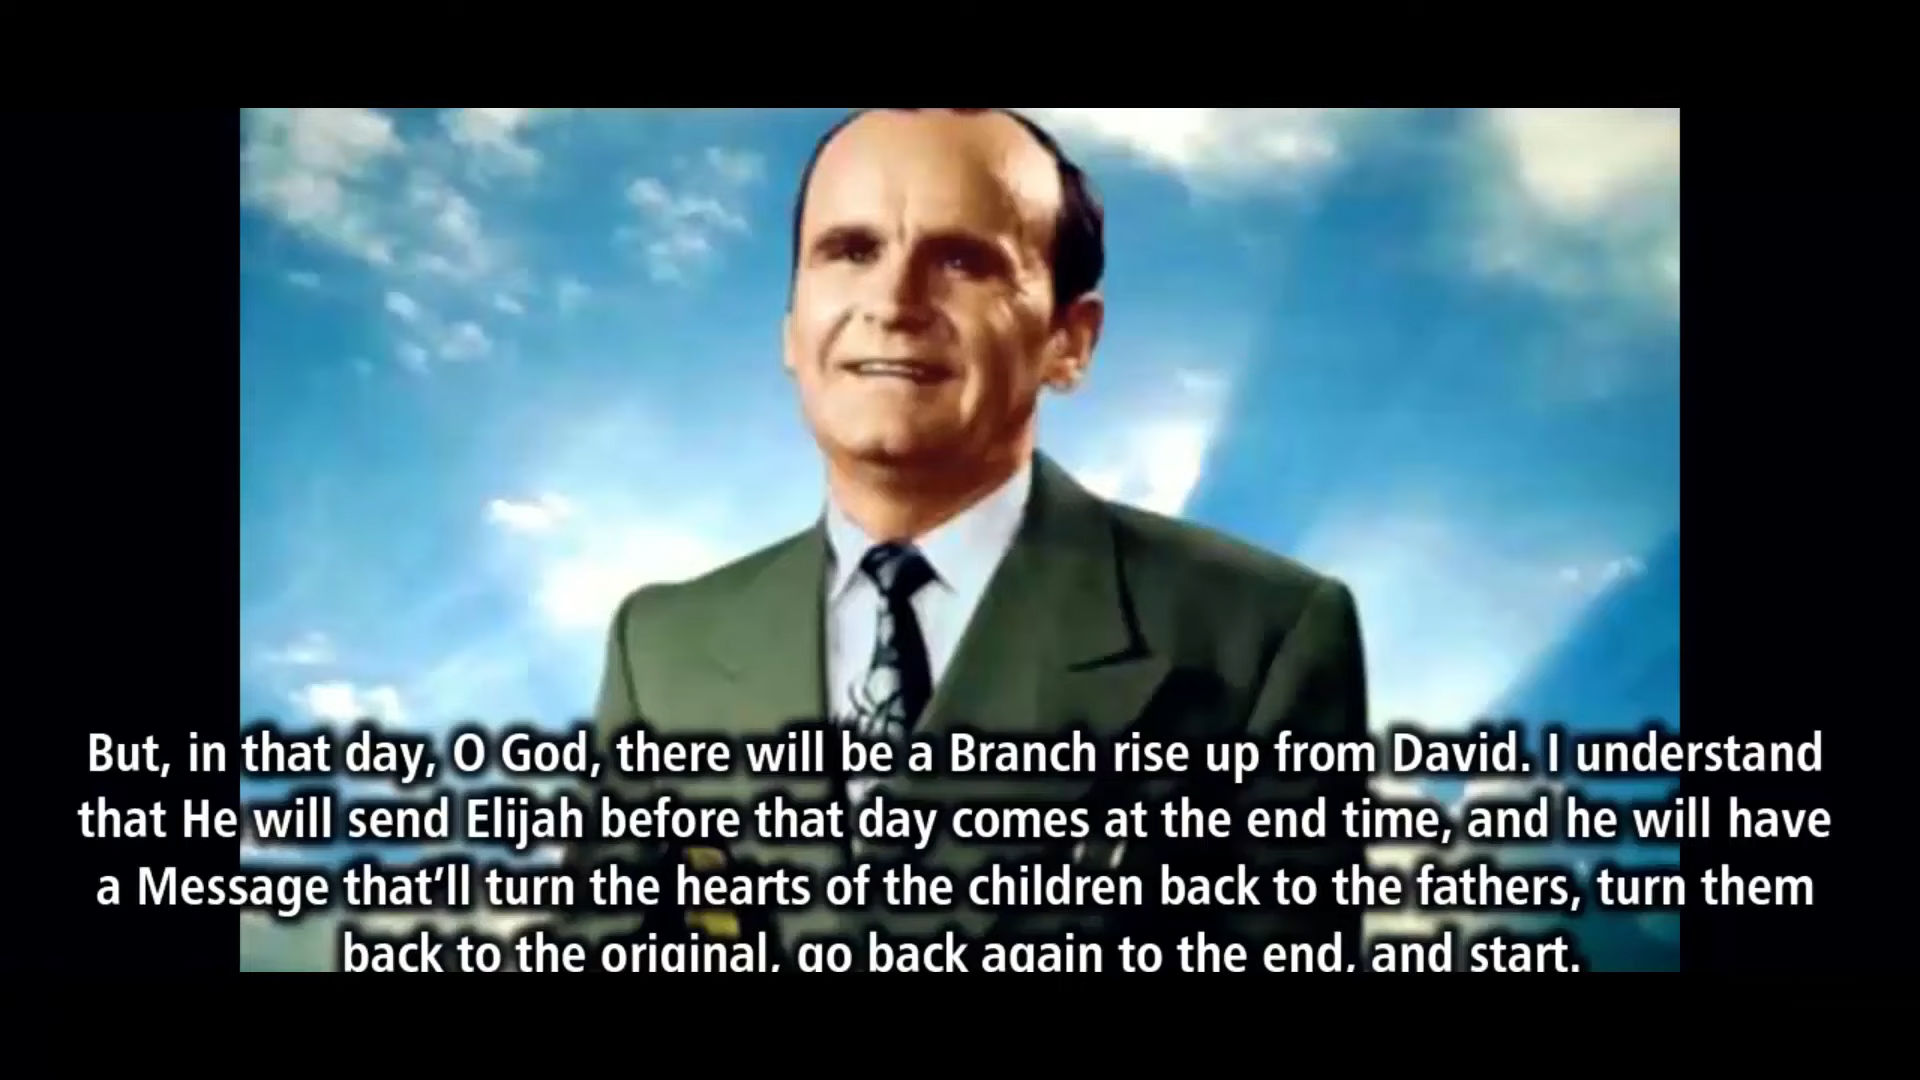 But, in that day, O God, there will be a Branch rise up from David. I understand
that He will send Elijah before that day comes at the end time, and he will have
a Message that’ll turn the hearts of the children back to the fathers, turn them
back to the original, go back again to the end, and start.